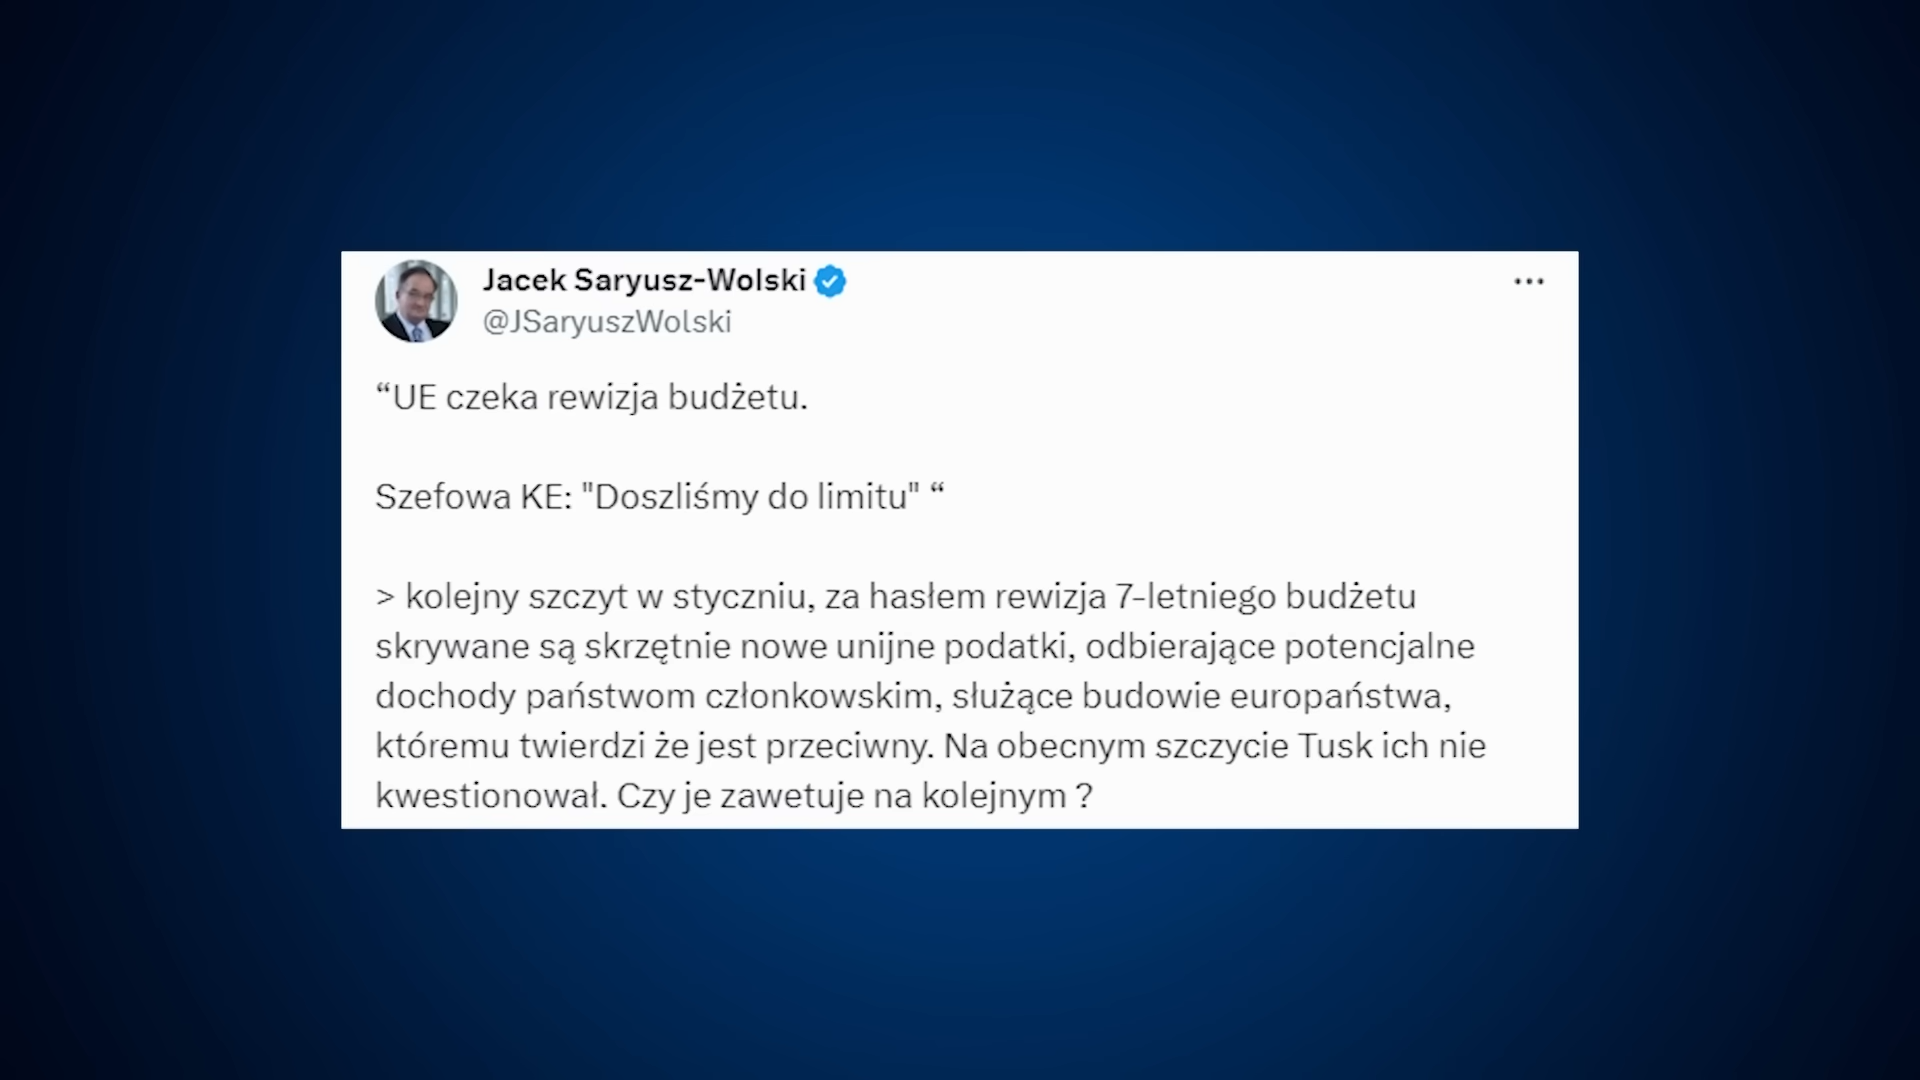 Jacek Saryusz-Wolski
@JSaryuszWolski
“UE czeka rewizja budżetu.
Szefowa KE: "Doszliśmy do limitu" “
> kolejny szczyt w styczniu, za hasłem rewizja 7-letniego budżetu
skrywane są skrzętnie nowe unijne podatki, odbierające potencjalne
dochody państwom członkowskim, służące budowie europaństwa,
któremu twierdzi że jest przeciwny. Na obecnym szczycie Tusk ich nie
kwestionował. Czy je zawetuje na kolejnym ?